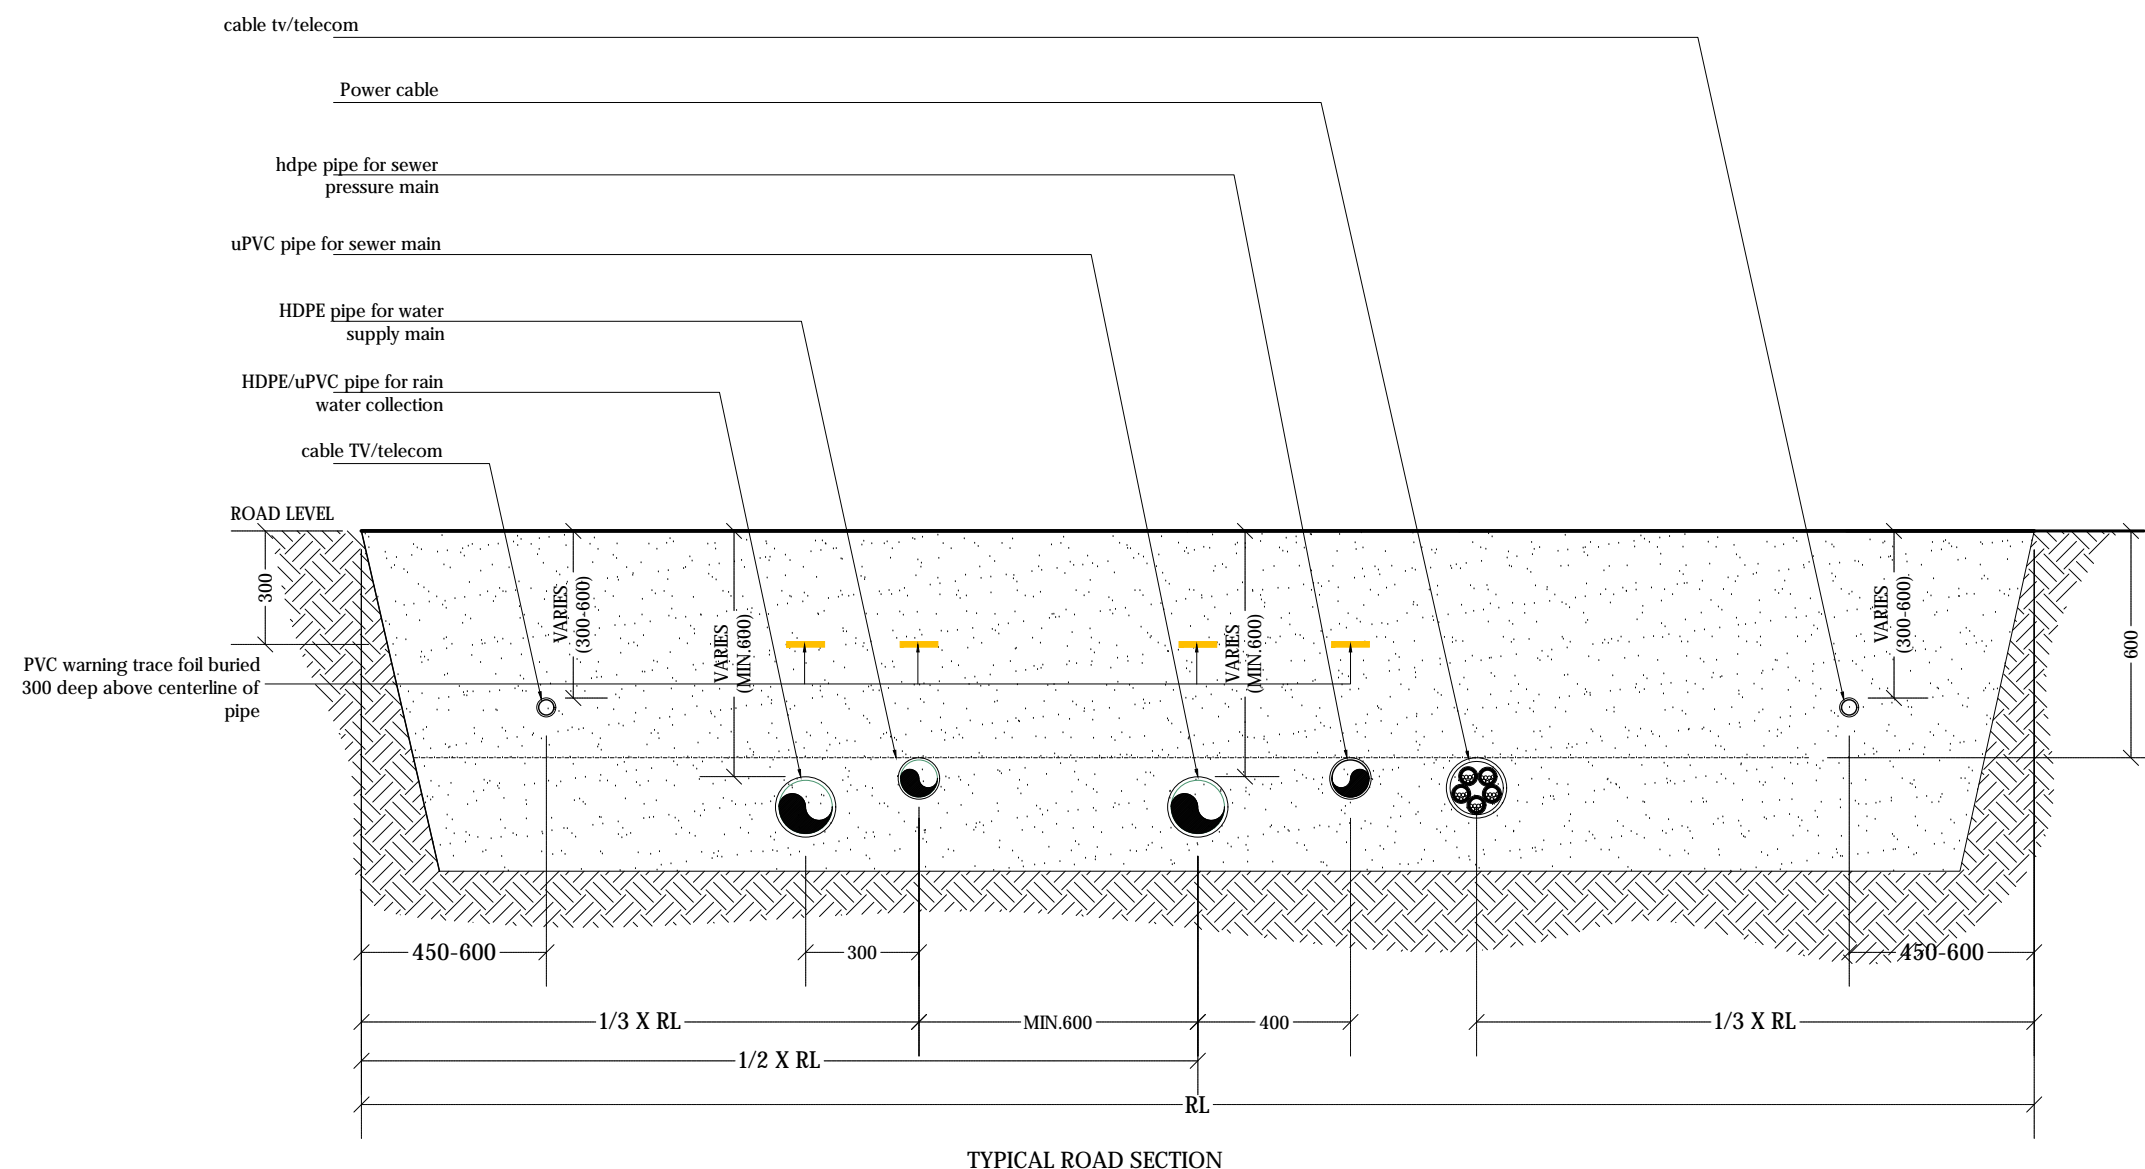 cable tv/telecom
Power cable
hdpe pipe for sewer
pressure main
uPVC pipe for sewer main
HDPE pipe for water
supply main
HDPE/uPVC pipe for rain
water collection
cable TV/telecom
ROAD LEVEL
300
VARIES
(300-600)
VARIES
(MIN.600)
VARIES
(MIN.600)
VARIES
(300-600)
600
PVC warning trace foil buried
300 deep above centerline of
pipe
450-600
300
450-600
1/3 X RL
MIN.600
400
1/3 X RL
1/2 X RL
RL
TYPICAL ROAD SECTION